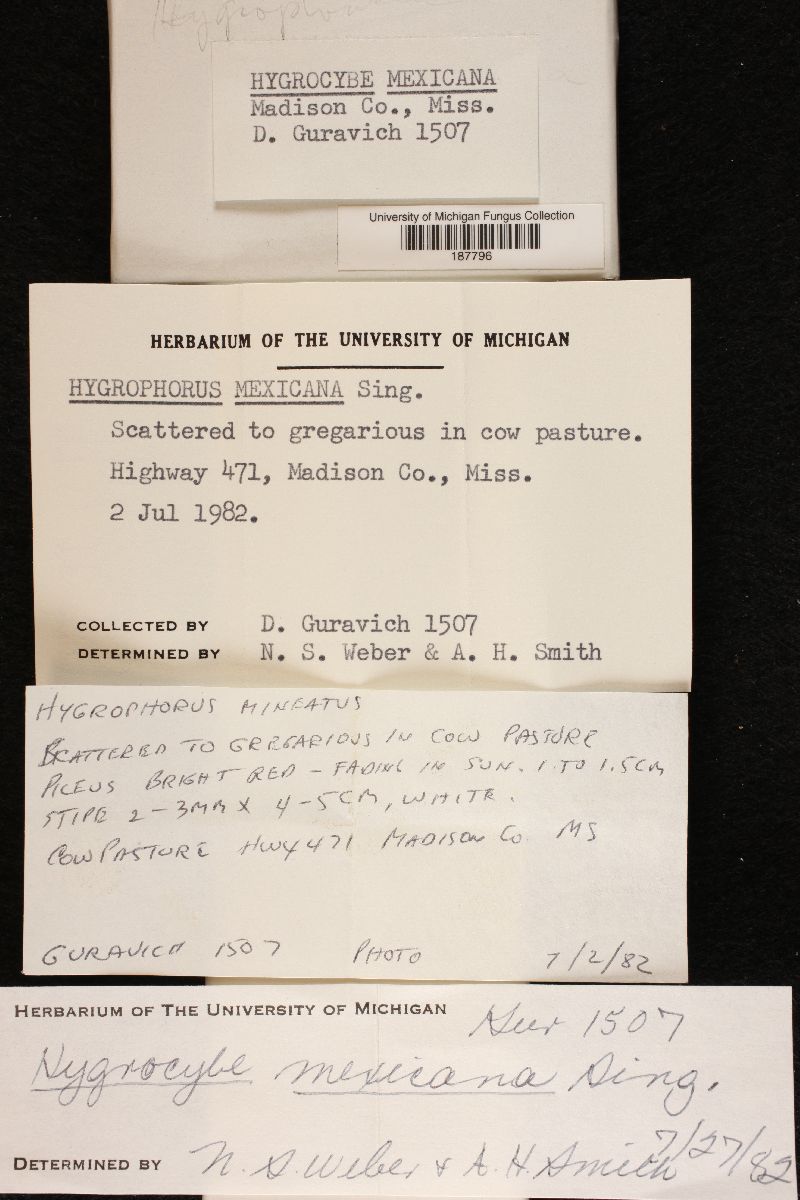 Hygrophorus
HYGROCYBE MEXICANA
Madison Co., Miss.
D. Guravich 1507
University of Michigan Fungus Collection
187796
HERBARIUM OF THE UNIVERSITY OF MICHIGAN
HYGROPHORUS MEXICANA Sing.
Scattered to gregarious in cow pasture.
Highway 471, Madison Co., Miss.
2 Jul 1982.
COLLECTED BY D. Guravich 1507
DETERMINED BY N. S. Weber & A. H. Smith
HYGROPHORUS MINEATUS
SCATTERED TO GREGARIOUS IN COW PASTURE
PILEUS BRIGHT RED - FADING IN SUN. 1. TO 1.5CM
STIPE 2-3MM X 4-5CM, WHITE.
COW PASTURE HWY 471 MADISON CO. MS
GURAVICH 1507 PHOTO 7/2/82
HERBARIUM OF THE UNIVERSITY OF MICHIGAN Gur 1507
Hygrocybe mexicana Sing.
DETERMINED BY N. S. Weber & A. H. Smith 7/27/82